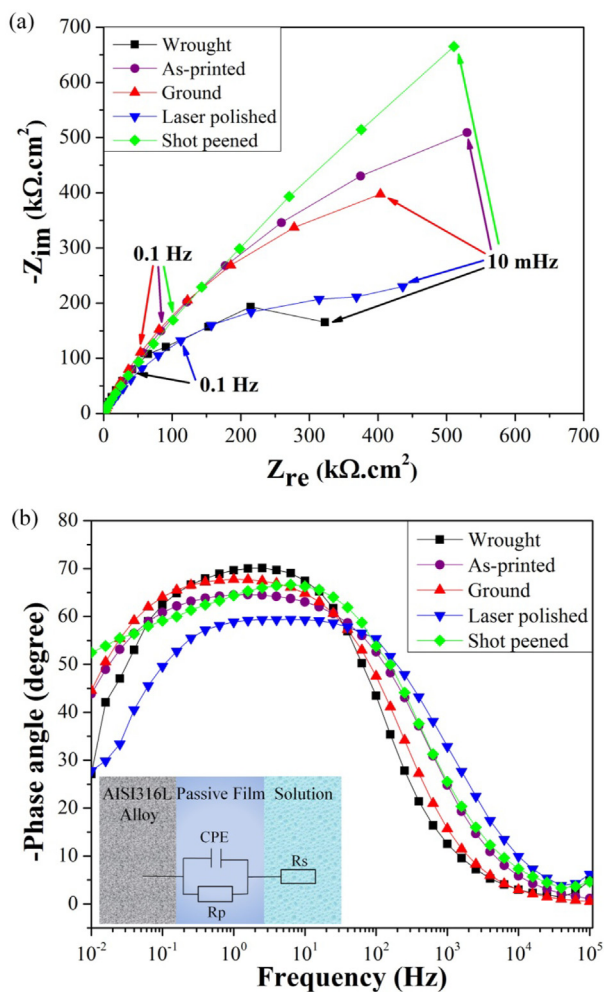 (a)
700
600
500
400
300
200
100
0
-Z_im (kΩ.cm²)
Wrought
As-printed
Ground
Laser polished
Shot peened
0.1 Hz
10 mHz
0.1 Hz
0 100 200 300 400 500 600 700
Z_re (kΩ.cm²)
(b)
80
70
60
50
40
30
20
10
0
-Phase angle (degree)
Wrought
As-printed
Ground
Laser polished
Shot peened
AISI316L Passive Film Solution
Alloy
CPE
Rs
Rp
10⁻² 10⁻¹ 10⁰ 10¹ 10² 10³ 10⁴ 10⁵
Frequency (Hz)